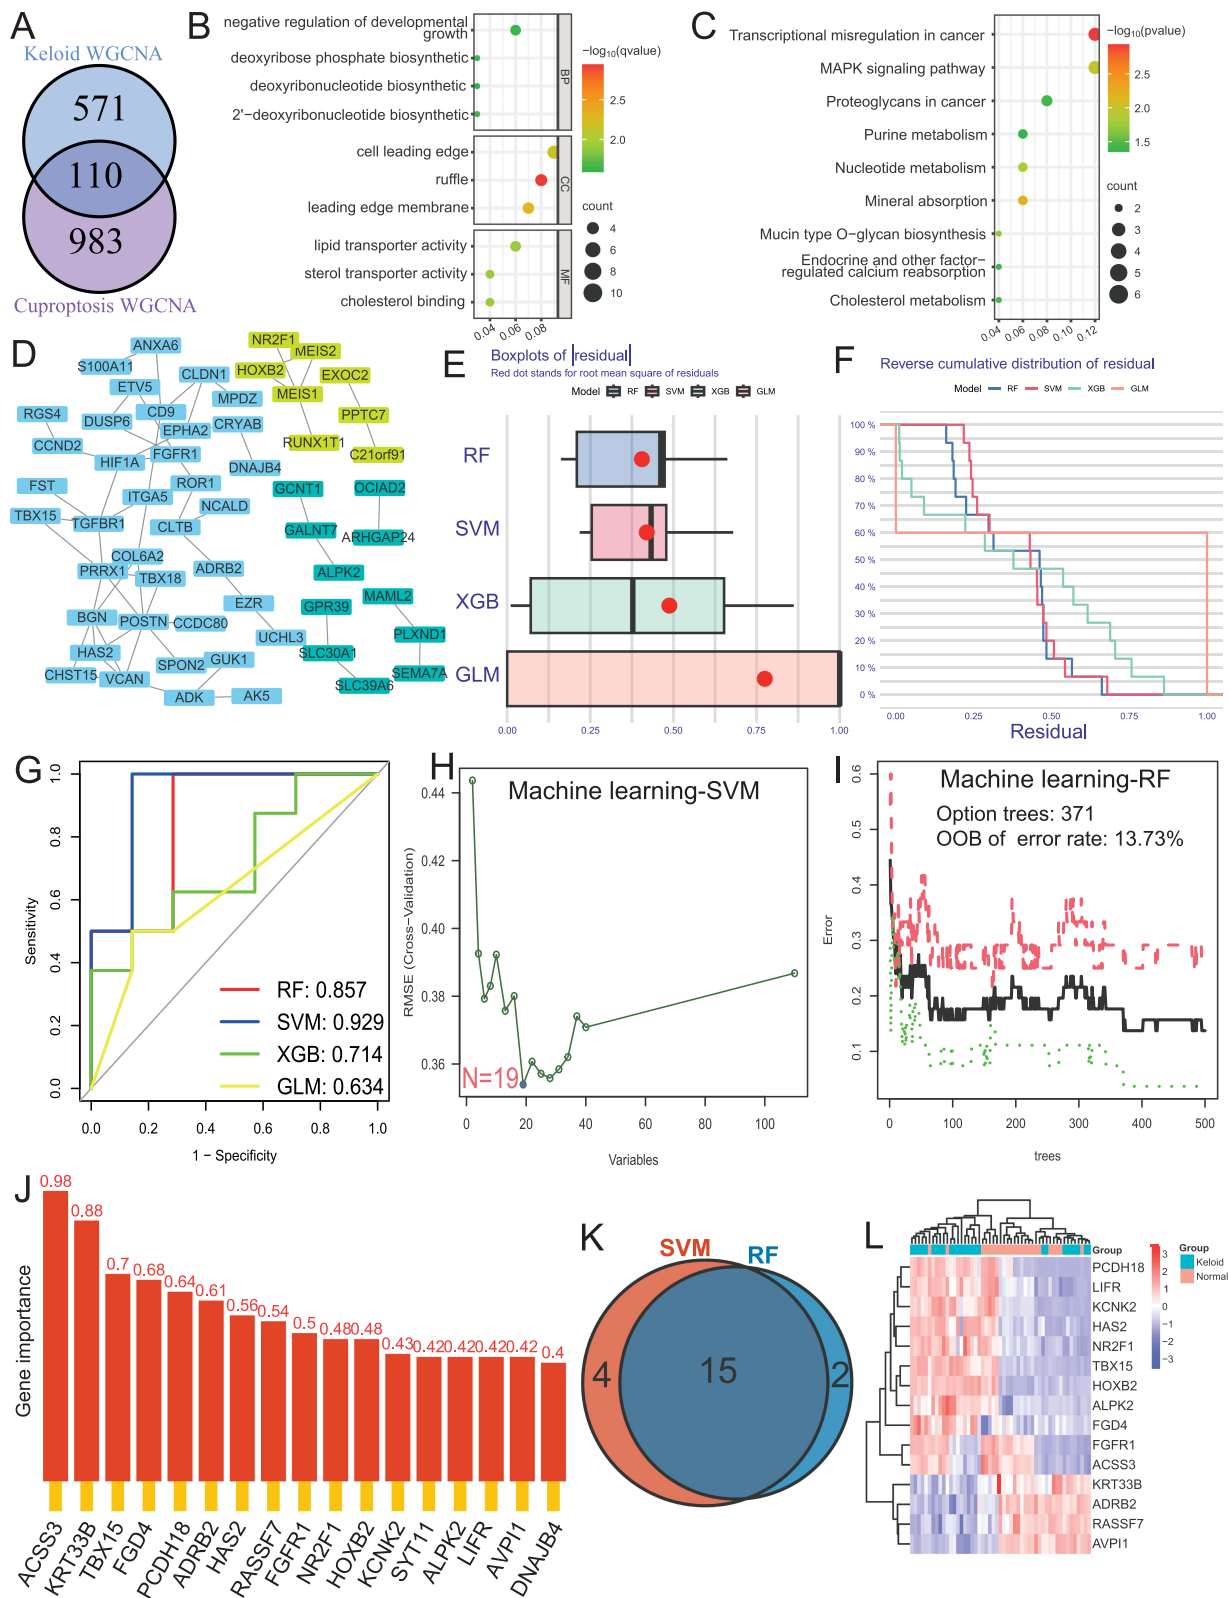 A
Keloid WGCNA
571
110
983
Cuproptosis WGCNA
B
negative regulation of developmental
growth
deoxyribose phosphate biosynthetic
deoxyribonucleotide biosynthetic
2'−deoxyribonucleotide biosynthetic
cell leading edge
ruffle
leading edge membrane
lipid transporter activity
sterol transporter activity
cholesterol binding
BP
CC
MF
0.04
0.06
0.08
−log10(qvalue)
2.5
2.0
count
4
6
8
10
C
Transcriptional misregulation in cancer
MAPK signaling pathway
Proteoglycans in cancer
Purine metabolism
Nucleotide metabolism
Mineral absorption
Mucin type O−glycan biosynthesis
Endocrine and other factor−
regulated calcium reabsorption
Cholesterol metabolism
0.04
0.06
0.08
0.10
0.12
−log10(pvalue)
2.5
2.0
1.5
count
2
3
4
5
6
D
ANXA6
S100A11
ETV5
CLDN1
MPDZ
RGS4
DUSP6
CD9
EPHA2
CRYAB
CCND2
HIF1A
FGFR1
DNAJB4
FST
ROR1
ITGA5
NCALD
TBX15
TGFBR1
CLTB
COL6A2
PRRX1
TBX18
ADRB2
EZR
BGN
POSTN
CCDC80
UCHL3
HAS2
SPON2
GUK1
CHST15
VCAN
ADK
AK5
NR2F1
MEIS2
HOXB2
EXOC2
MEIS1
PPTC7
RUNX1T1
C21orf91
GCNT1
OCIAD2
GALNT7
ARHGAP24
ALPK2
GPR39
MAML2
PLXND1
SLC30A1
SEMA7A
SLC39A6
E
Boxplots of |residual|
Red dot stands for root mean square of residuals
Model RF SVM XGB GLM
RF
SVM
XGB
GLM
0.00
0.25
0.50
0.75
1.00
F
Reverse cumulative distribution of residual
Model RF SVM XGB GLM
100 %
90 %
80 %
70 %
60 %
50 %
40 %
30 %
20 %
10 %
0 %
0.00
0.25
0.50
0.75
1.00
Residual
G
Sensitivity
1.0
0.8
0.6
0.4
0.2
0.0
RF: 0.857
SVM: 0.929
XGB: 0.714
GLM: 0.634
0.0
0.2
0.4
0.6
0.8
1.0
1 − Specificity
H
Machine learning-SVM
RMSE (Cross−Validation)
0.44
0.42
0.40
0.38
0.36
N=19
0
20
40
60
80
100
Variables
I
Machine learning-RF
Option trees: 371
OOB of error rate: 13.73%
Error
0.6
0.5
0.4
0.3
0.2
0.1
0
100
200
300
400
500
trees
J
Gene importance
0.98
0.88
0.7
0.68
0.64
0.61
0.56
0.54
0.5
0.48
0.48
0.43
0.42
0.42
0.42
0.42
0.4
ACSS3
KRT33B
TBX15
FGD4
PCDH18
ADRB2
HAS2
RASSF7
FGFR1
NR2F1
HOXB2
KCNK2
SYT11
ALPK2
LIFR
AVPI1
DNAJB4
K
SVM
RF
4
15
2
L
Group
PCDH18
LIFR
KCNK2
HAS2
NR2F1
TBX15
HOXB2
ALPK2
FGD4
FGFR1
ACSS3
KRT33B
ADRB2
RASSF7
AVPI1
3
2
1
0
−1
−2
−3
Group
Keloid
Normal